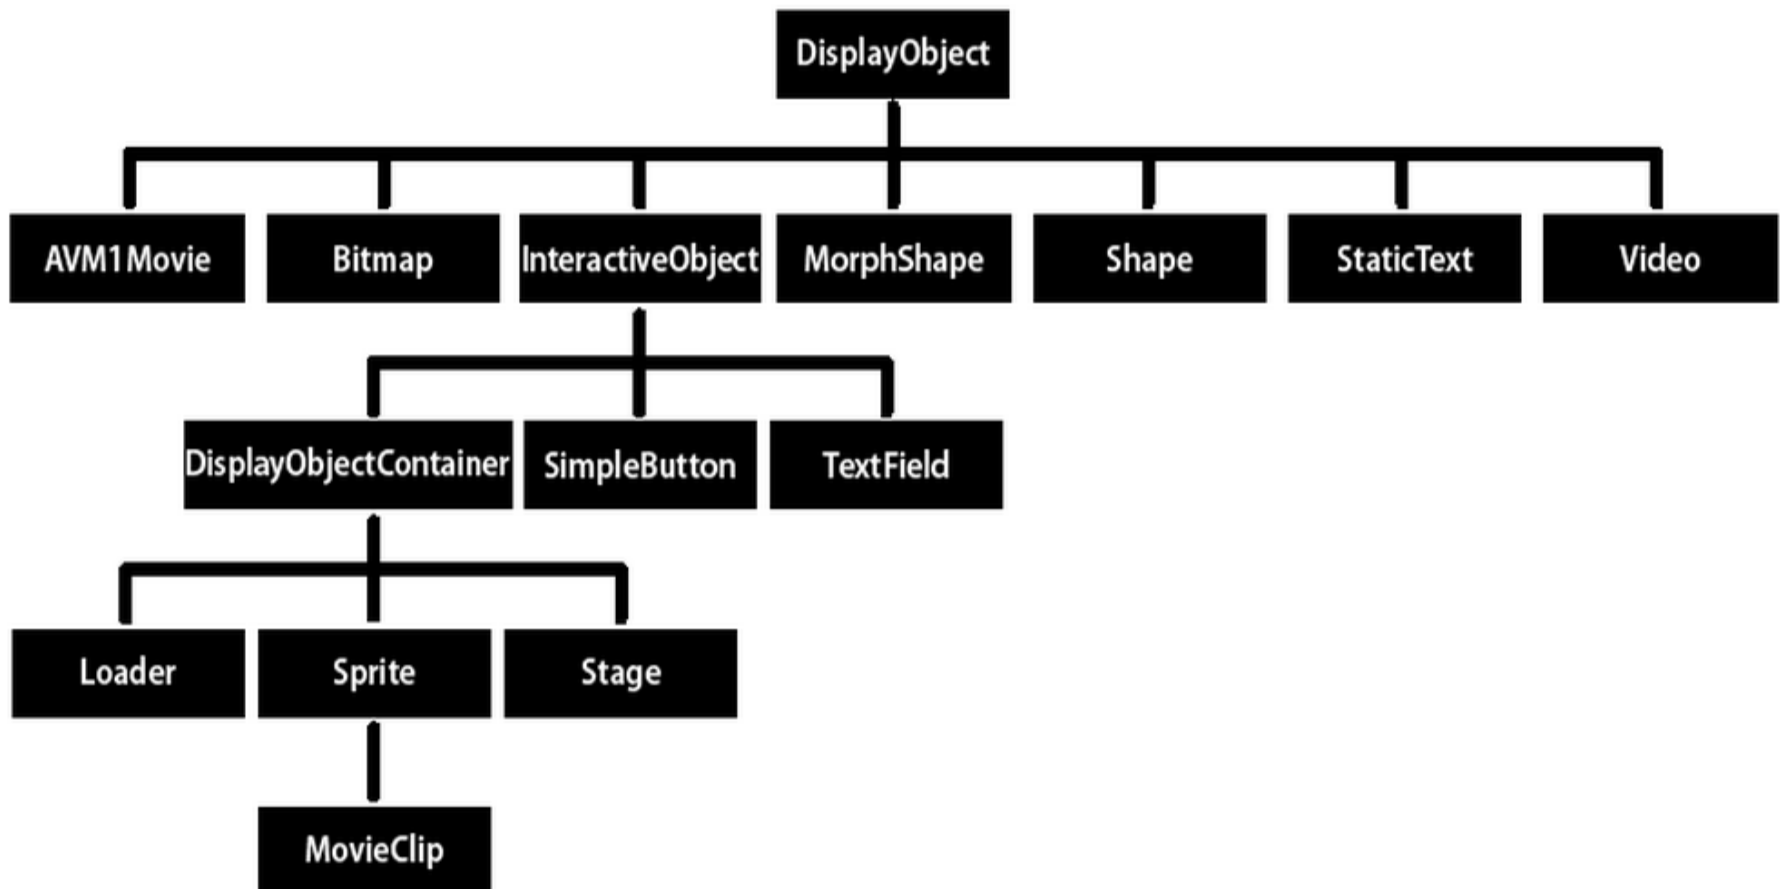 DisplayObject
AVM1Movie
Bitmap
InteractiveObject
MorphShape
Shape
StaticText
Video
DisplayObjectContainer
SimpleButton
TextField
Loader
Sprite
Stage
MovieClip